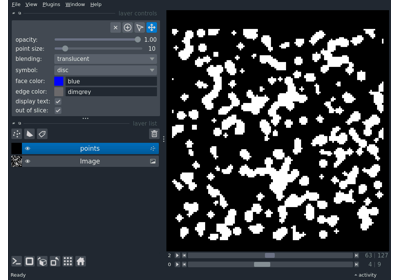 File View Plugins Window Help
layer controls
opacity: 1.00
point size: 10
blending: translucent
symbol: disc
face color: blue
edge color: dimgrey
display text: ✓
out of slice: ✓
layer list
points
Image
2 63 127
0 4 9
Ready activity